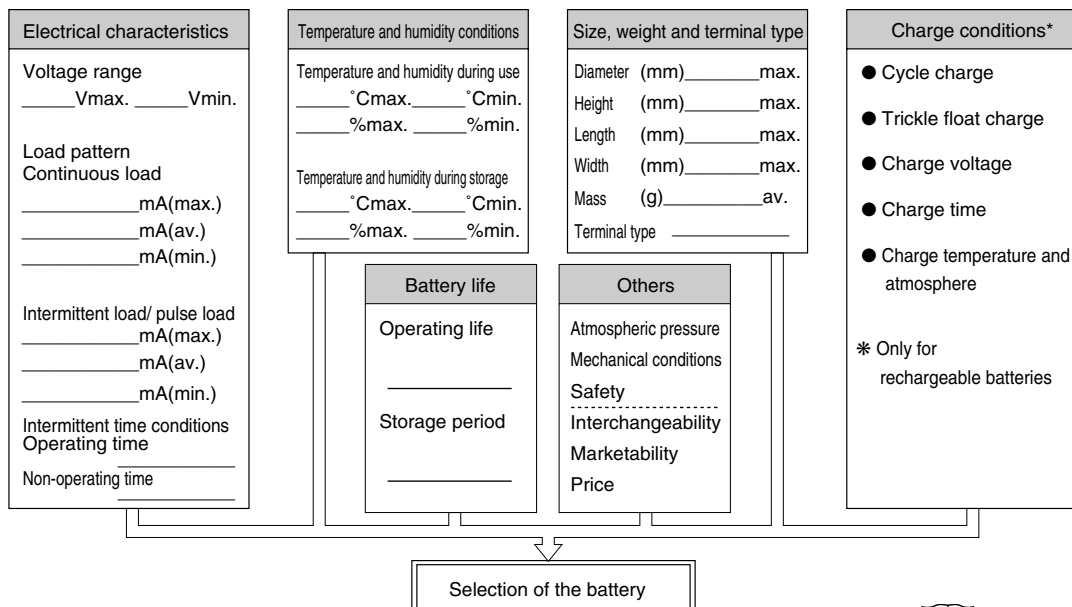 Electrical characteristics
Voltage range
_____Vmax. _____Vmin.
Load pattern
Continuous load
___________mA(max.)
___________mA(av.)
___________mA(min.)
Intermittent load/ pulse load
___________mA(max.)
___________mA(av.)
___________mA(min.)
Intermittent time conditions
Operating time ___________
Non-operating time ___________
Temperature and humidity conditions
Temperature and humidity during use
_____˚Cmax._____˚Cmin.
_____%max. _____%min.
Temperature and humidity during storage
_____˚Cmax._____˚Cmin.
_____%max. _____%min.
Size, weight and terminal type
Diameter (mm)_______max.
Height (mm)_______max.
Length (mm)_______max.
Width (mm)_______max.
Mass (g)_________av.
Terminal type ___________
Charge conditions*
● Cycle charge
● Trickle float charge
● Charge voltage
● Charge time
● Charge temperature and
atmosphere
✻ Only for
rechargeable batteries
Battery life
Operating life
___________
Storage period
___________
Others
Atmospheric pressure
Mechanical conditions
Safety
Interchangeability
Marketability
Price
Selection of the battery